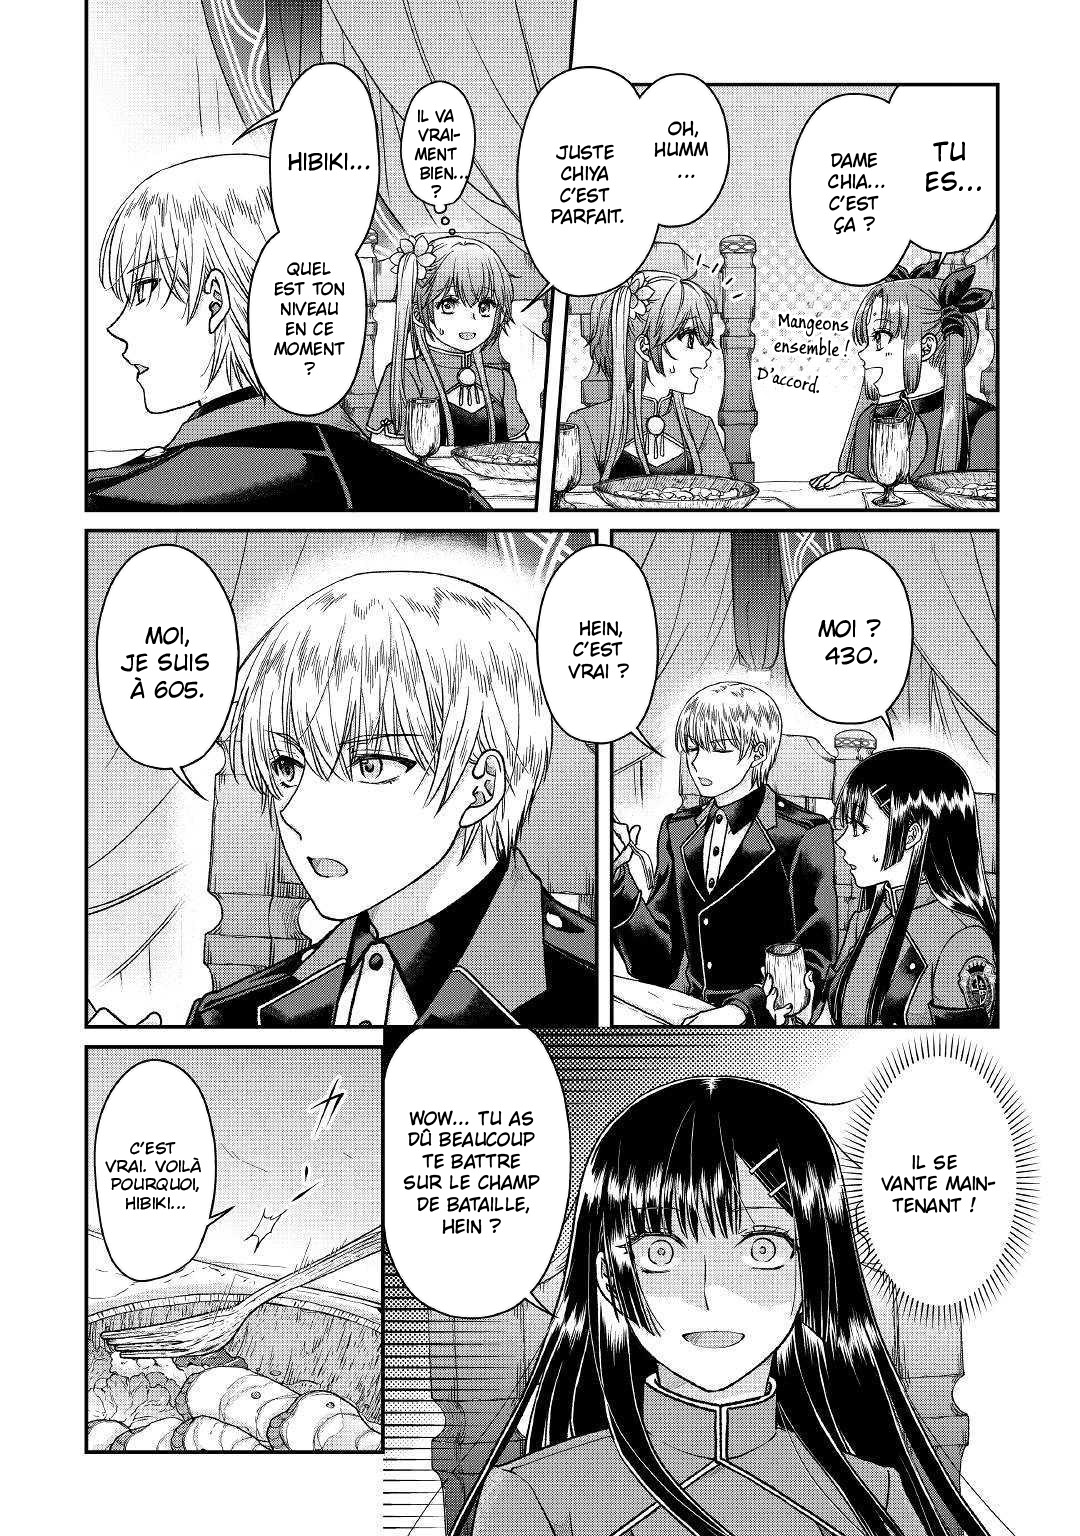 TU
ES...
DAME
CHIA...
C'EST
ÇA ?
OH,
HUMM
...
JUSTE
CHIYA
C'EST
PARFAIT.
Mangeons
ensemble !
D'accord.
IL VA
VRAI-
MENT
BIEN...
?
HIBIKI...
QUEL
EST TON
NIVEAU
EN CE
MOMENT
?
MOI ?
430.
HEIN,
C'EST
VRAI ?
MOI,
JE SUIS
À 605.
IL SE
VANTE MAIN-
TENANT !
WOW... TU AS
DÛ BEAUCOUP
TE BATTRE
SUR LE CHAMP
DE BATAILLE,
HEIN ?
C'EST
VRAI. VOILÀ
POURQUOI,
HIBIKI...